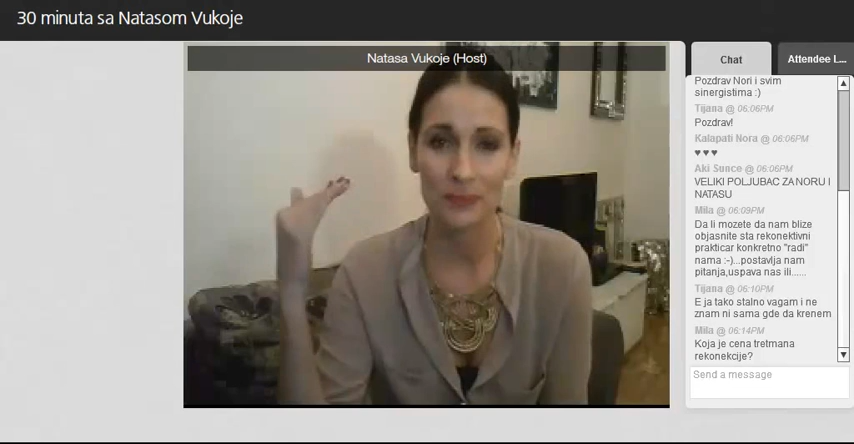 30 minuta sa Natasom Vukoje
Natasa Vukoje (Host)
Chat
Attendee L...
Pozdrav Nori i svim
sinergistima :)
Tijana @ 06:06PM
Pozdrav!
Kalapati Nora @ 06:06PM
♥ ♥ ♥
Aki Sunce @ 06:06PM
VELIKI POLJUBAC ZA NORU I
NATASU
Mila @ 06:09PM
Da li mozete da nam blize
objasnite sta rekonektivni
prakticar konkretno "radi"
nama :-)...postavlja nam
pitanja,uspava nas ili......
Tijana @ 06:10PM
E ja tako stalno vagam i ne
znam ni sama gde da krenem
Mila @ 06:14PM
Koja je cena tretmana
rekonekcije?
Send a message